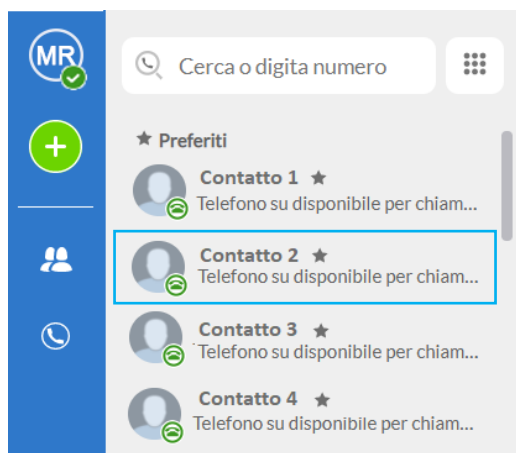 MR
Cerca o digita numero
Preferiti
Contatto 1
Telefono su disponibile per chiam...
Contatto 2
Telefono su disponibile per chiam...
Contatto 3
Telefono su disponibile per chiam...
Contatto 4
Telefono su disponibile per chiam...